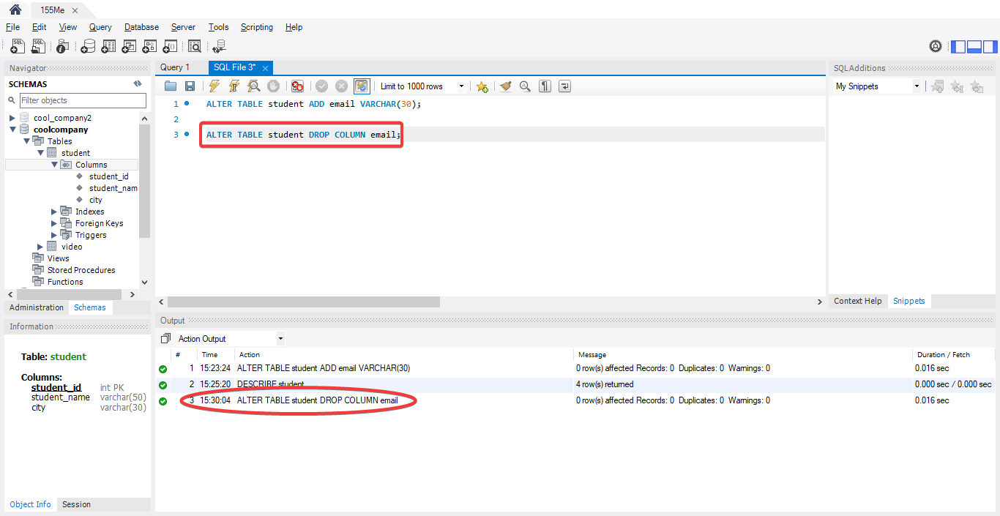 155Me
File Edit View Query Database Server Tools Scripting Help
Navigator
SCHEMAS
Filter objects
cool_company2
coolcompany
Tables
student
Columns
student_id
student_nam
city
Indexes
Foreign Keys
Triggers
video
Views
Stored Procedures
Functions
Administration Schemas
Information
Table: student
Columns:
student_id int PK
student_name varchar(50)
city varchar(30)
Object Info Session
Query 1 SQL File 3*
Limit to 1000 rows
1 ALTER TABLE student ADD email VARCHAR(30);
2
3 ALTER TABLE student DROP COLUMN email;
SQLAdditions
My Snippets
Context Help Snippets
Output
Action Output
# Time Action Message Duration / Fetch
1 15:23:24 ALTER TABLE student ADD email VARCHAR(30) 0 row(s) affected Records: 0 Duplicates: 0 Warnings: 0 0.016 sec
2 15:25:20 DESCRIBE student 4 row(s) returned 0.000 sec / 0.000 sec
3 15:30:04 ALTER TABLE student DROP COLUMN email 0 row(s) affected Records: 0 Duplicates: 0 Warnings: 0 0.016 sec